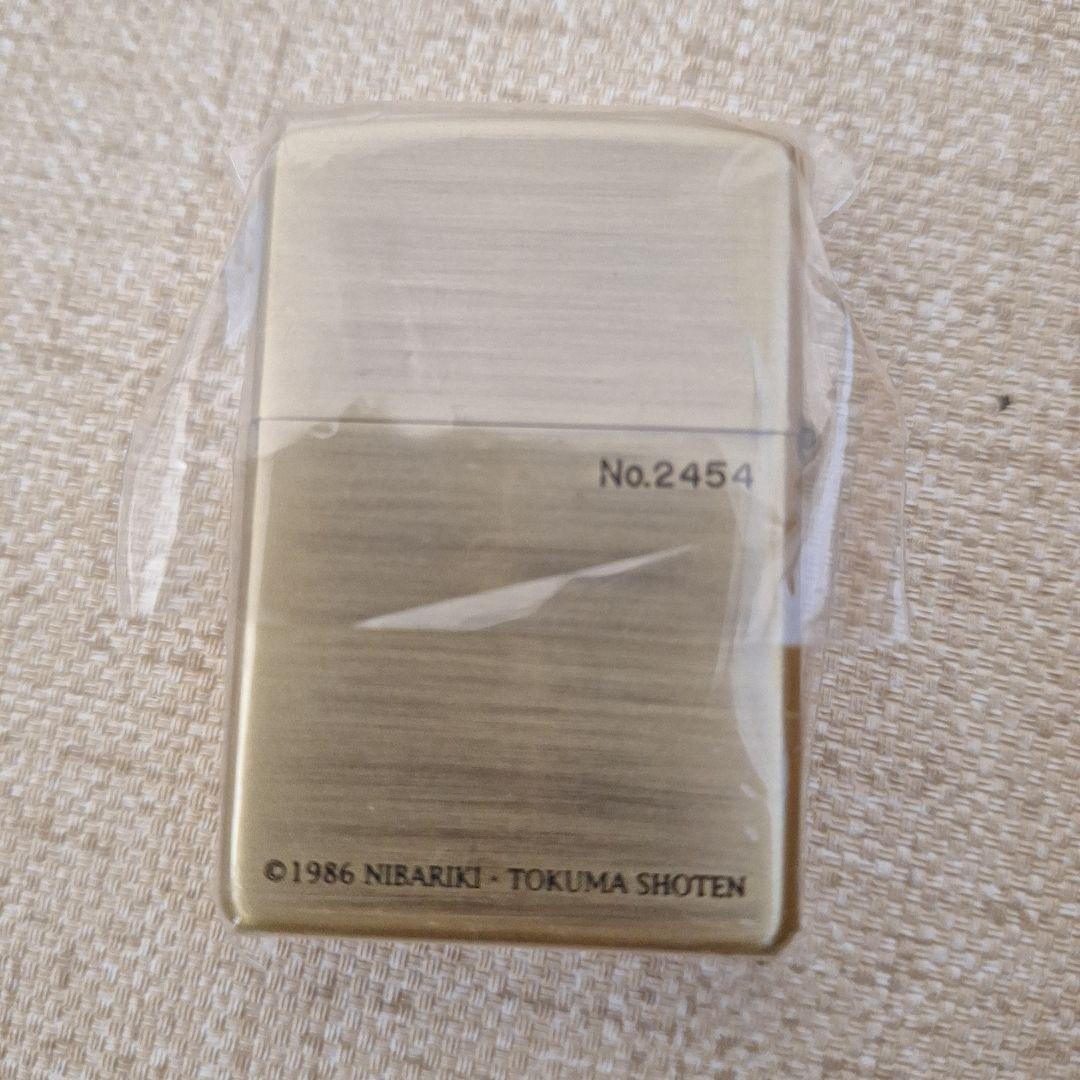 No.2454
©1986 NIBARIKI · TOKUMA SHOTEN